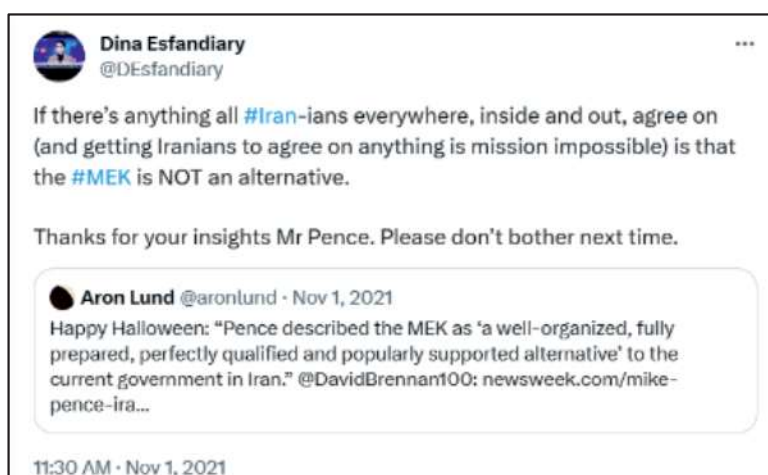 Dina Esfandiary
@DEsfandiary
If there's anything all #Iran-ians everywhere, inside and out, agree on
(and getting Iranians to agree on anything is mission impossible) is that
the #MEK is NOT an alternative.
Thanks for your insights Mr Pence. Please don't bother next time.
Aron Lund @aronlund · Nov 1, 2021
Happy Halloween: “Pence described the MEK as ‘a well-organized, fully
prepared, perfectly qualified and popularly supported alternative’ to the
current government in Iran.” @DavidBrennan100: newsweek.com/mike-
pence-ira...
11:30 AM · Nov 1, 2021